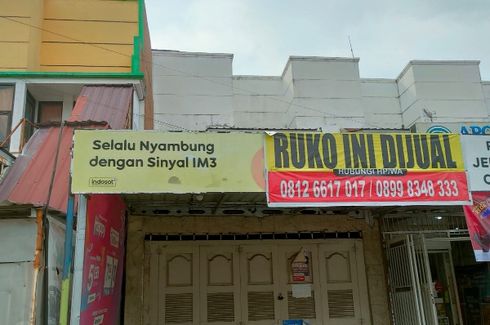 Selalu Nyambung
dengan Sinyal IM3
indosat
RUKO INI DIJUAL
HUBUNGI HP/WA
0812 6617 017 / 0899 8348 333